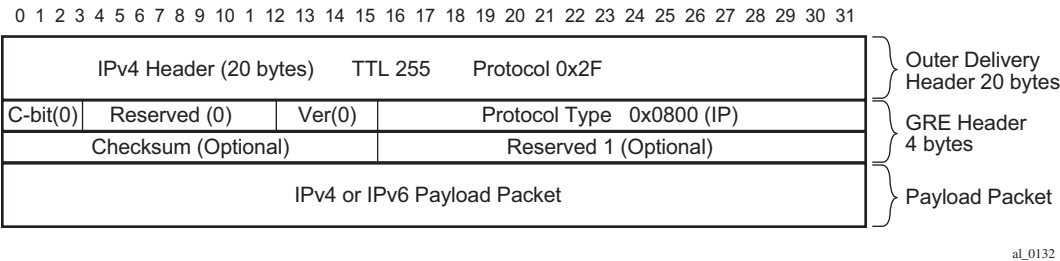 0 1 2 3 4 5 6 7 8 9 10 1 12 13 14 15 16 17 18 19 20 21 22 23 24 25 26 27 28 29 30 31
IPv4 Header (20 bytes) TTL 255 Protocol 0x2F
Outer Delivery
Header 20 bytes
C-bit(0) Reserved (0) Ver(0) Protocol Type 0x0800 (IP)
GRE Header
4 bytes
Checksum (Optional) Reserved 1 (Optional)
IPv4 or IPv6 Payload Packet
Payload Packet
al_0132